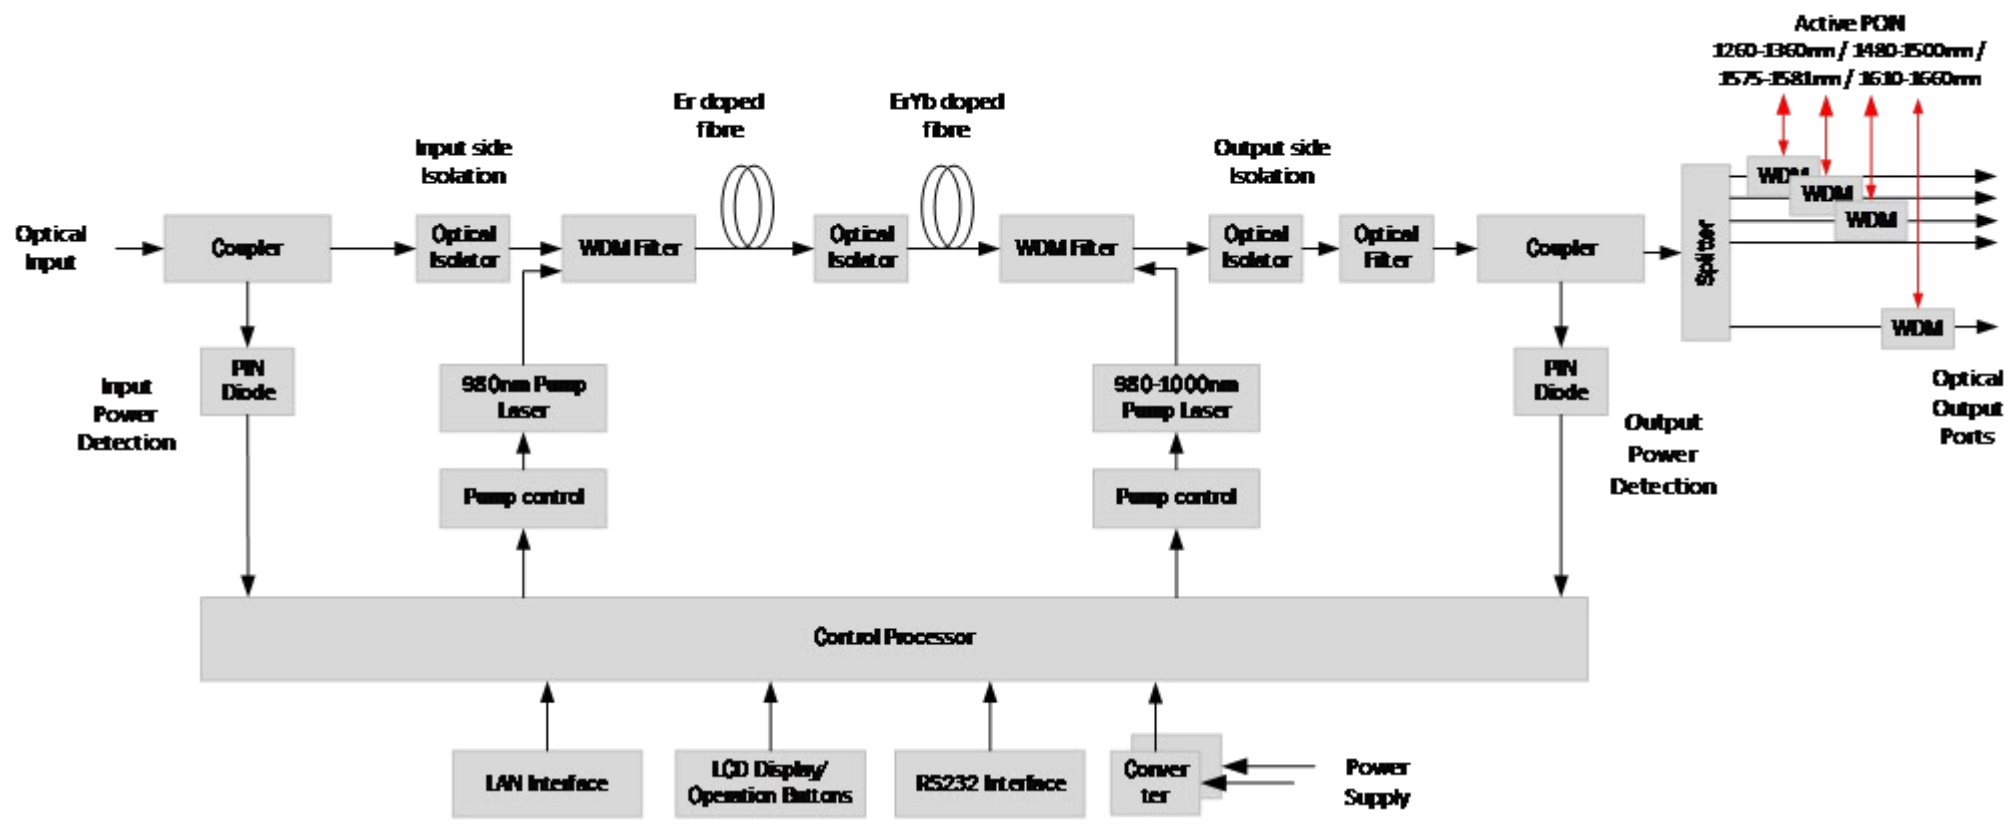 Active PON
1260-1360nm / 1480-1500nm /
1575-1581nm / 1610-1660nm
Er doped
fibre
ErYb doped
fibre
Input side
Isolation
Output side
Isolation
Optical
Input
Coupler
Optical
Isolator
WDM Filter
Optical
Isolator
WDM Filter
Optical
Isolator
Optical
Filter
Coupler
Splitter
WDM
WDM
WDM
WDM
Optical
Output
Ports
Input
Power
Detection
PIN
Diode
980nm Pump
Laser
980-1000nm
Pump Laser
PIN
Diode
Output
Power
Detection
Pump control
Pump control
Control Processor
LAN Interface
LCD Display/
Operation Buttons
RS232 Interface
Conver
ter
Power
Supply